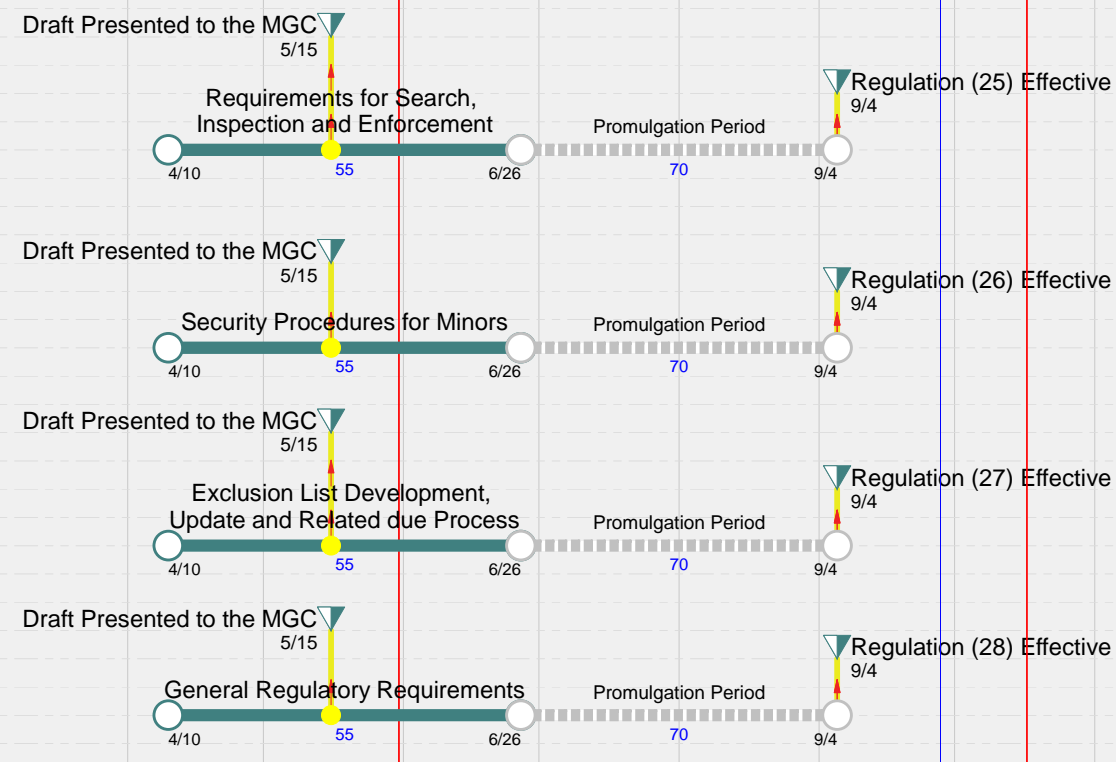 Draft Presented to the MGC
5/15
Regulation (25) Effective
9/4
Requirements for Search,
Inspection and Enforcement
Promulgation Period
4/10
55
6/26
70
9/4
Draft Presented to the MGC
5/15
Regulation (26) Effective
9/4
Security Procedures for Minors
Promulgation Period
4/10
55
6/26
70
9/4
Draft Presented to the MGC
5/15
Regulation (27) Effective
9/4
Exclusion List Development,
Update and Related due Process
Promulgation Period
4/10
55
6/26
70
9/4
Draft Presented to the MGC
5/15
Regulation (28) Effective
9/4
General Regulatory Requirements
Promulgation Period
4/10
55
6/26
70
9/4